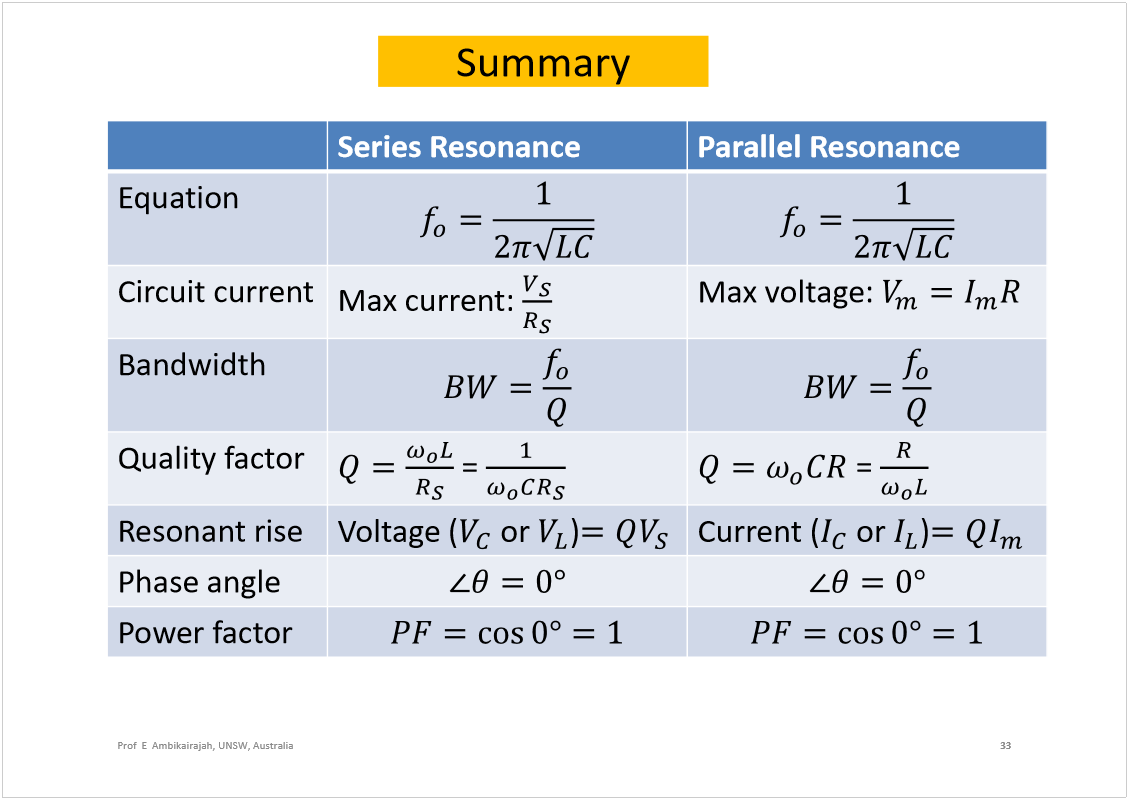 Summary
Series Resonance Parallel Resonance
Equation $f_o = \frac{1}{2\pi\sqrt{LC}}$ $f_o = \frac{1}{2\pi\sqrt{LC}}$
Circuit current Max current: $\frac{V_S}{R_S}$ Max voltage: $V_m = I_m R$
Bandwidth $BW = \frac{f_o}{Q}$ $BW = \frac{f_o}{Q}$
Quality factor $Q = \frac{\omega_o L}{R_S} = \frac{1}{\omega_o C R_S}$ $Q = \omega_o C R = \frac{R}{\omega_o L}$
Resonant rise Voltage ($V_C$ or $V_L$)$= QV_S$ Current ($I_C$ or $I_L$)$= QI_m$
Phase angle $\angle\theta = 0°$ $\angle\theta = 0°$
Power factor $PF = \cos 0° = 1$ $PF = \cos 0° = 1$
Prof E Ambikairajah, UNSW, Australia 33